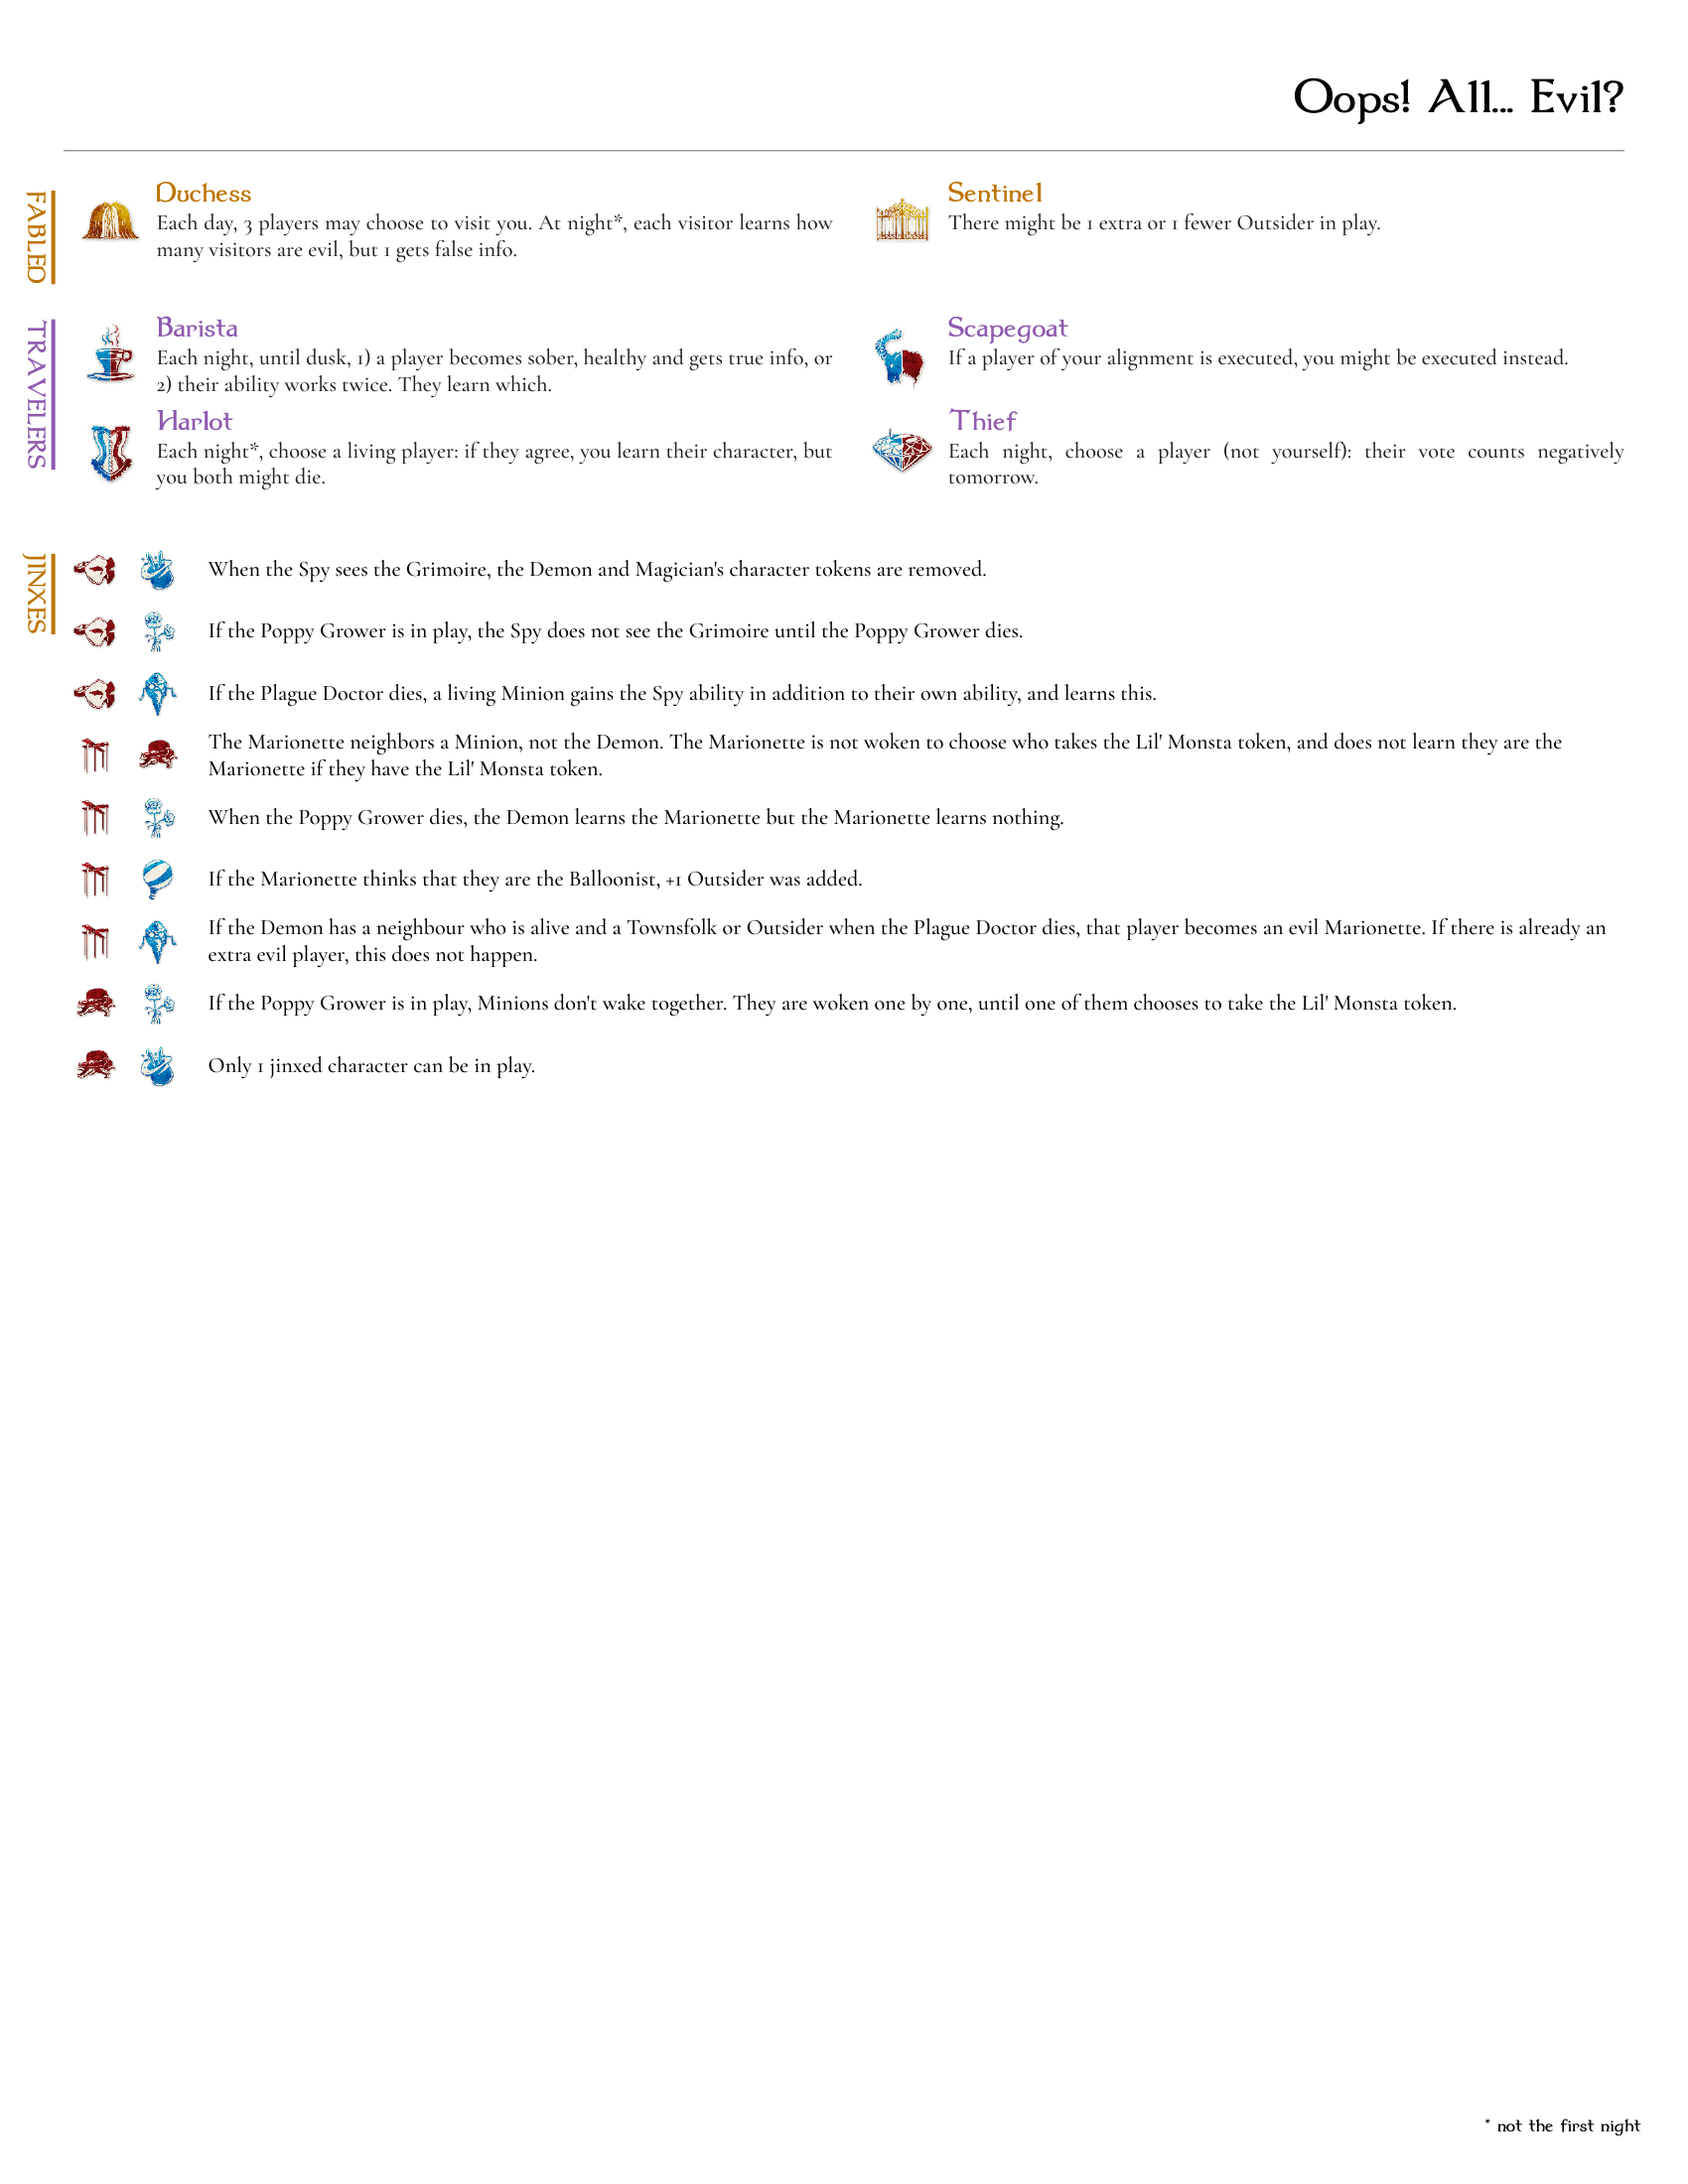 Oops! All... Evil?
FABLED
Duchess
Each day, 3 players may choose to visit you. At night*, each visitor learns how
many visitors are evil, but 1 gets false info.
Sentinel
There might be 1 extra or 1 fewer Outsider in play.
TRAVELERS
Barista
Each night, until dusk, 1) a player becomes sober, healthy and gets true info, or
2) their ability works twice. They learn which.
Scapegoat
If a player of your alignment is executed, you might be executed instead.
Harlot
Each night*, choose a living player: if they agree, you learn their character, but
you both might die.
Thief
Each night, choose a player (not yourself): their vote counts negatively
tomorrow.
JINXES
When the Spy sees the Grimoire, the Demon and Magician's character tokens are removed.
If the Poppy Grower is in play, the Spy does not see the Grimoire until the Poppy Grower dies.
If the Plague Doctor dies, a living Minion gains the Spy ability in addition to their own ability, and learns this.
The Marionette neighbors a Minion, not the Demon. The Marionette is not woken to choose who takes the Lil' Monsta token, and does not learn they are the
Marionette if they have the Lil' Monsta token.
When the Poppy Grower dies, the Demon learns the Marionette but the Marionette learns nothing.
If the Marionette thinks that they are the Balloonist, +1 Outsider was added.
If the Demon has a neighbour who is alive and a Townsfolk or Outsider when the Plague Doctor dies, that player becomes an evil Marionette. If there is already an
extra evil player, this does not happen.
If the Poppy Grower is in play, Minions don't wake together. They are woken one by one, until one of them chooses to take the Lil' Monsta token.
Only 1 jinxed character can be in play.
* not the first night